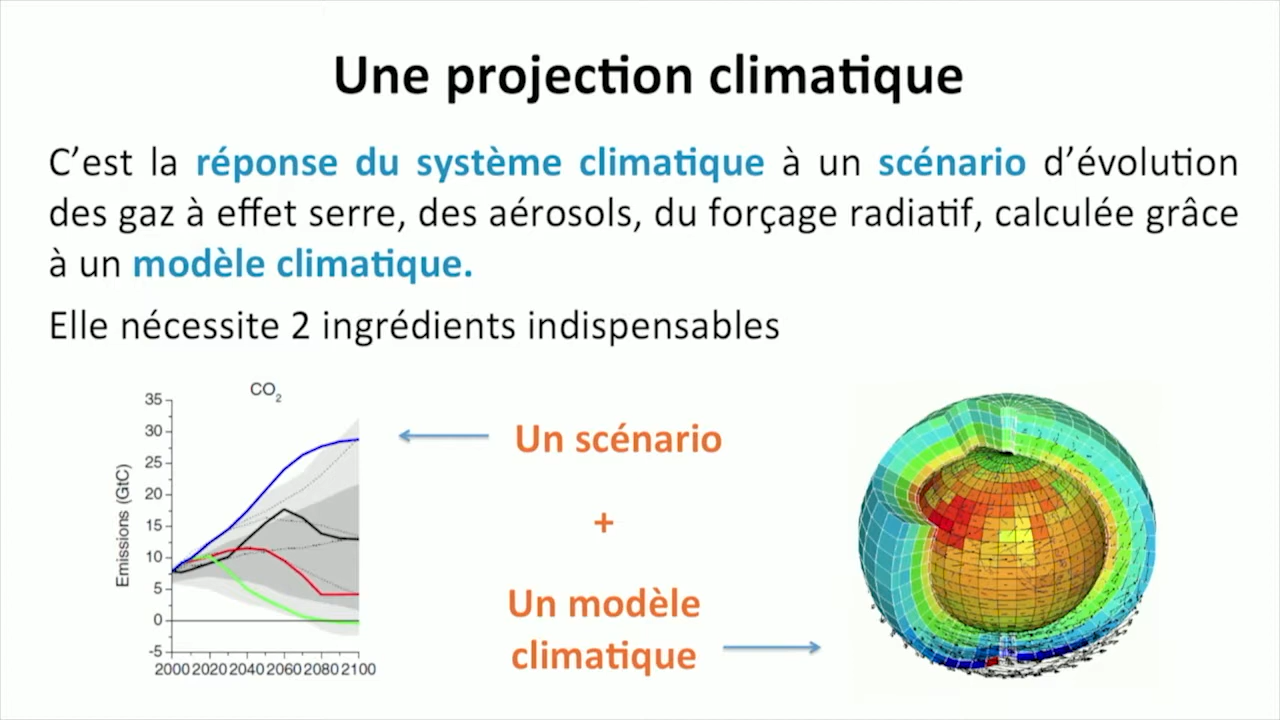 Une projection climatique
C’est la réponse du système climatique à un scénario d’évolution
des gaz à effet serre, des aérosols, du forçage radiatif, calculée grâce
à un modèle climatique.
Elle nécessite 2 ingrédients indispensables
CO2
Emissions (GtC)
35
30
25
20
15
10
5
0
-5
2000 2020 2040 2060 2080 2100
Un scénario
+
Un modèle
climatique